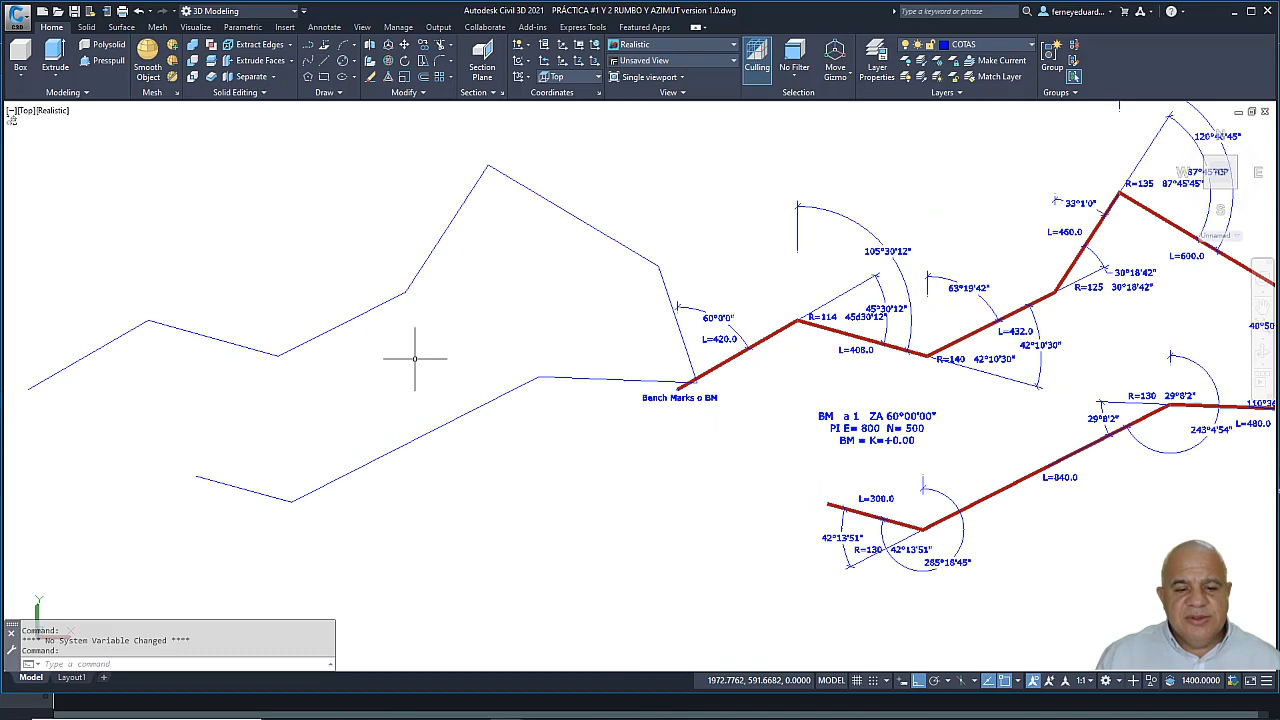 Autodesk Civil 3D 2021 PRÁCTICA #1 Y 2 RUMBO Y AZIMUT version 1.0.dwg
3D Modeling
Type a keyword or phrase
ferneyeduard...
Home Solid Surface Mesh Visualize Parametric Insert Annotate View Manage Output Collaborate Add-ins Express Tools Featured Apps
Box
Extrude
Polysolid
Presspull
Smooth Object
Extract Edges
Extrude Faces
Separate
Section Plane
Top
Realistic
Unsaved View
Single viewport
Culling
No Filter
Move Gizmo
Layer Properties
COTAS
Make Current
Match Layer
Group
Modeling Mesh Solid Editing Draw Modify Section Coordinates View Selection Layers Groups
[−][Top][Realistic]
120°46'45"
87°45'45"
R=135 87°45'45"
W
E
S
TOP
Unnamed
33°1'0"
L=460.0
L=600.0
105°30'12"
30°18'42"
R=125 30°18'42"
63°19'42"
45°30'12"
60°0'0"
R=114 45d30'12"
L=420.0
L=432.0
L=408.0
42°10'30"
R=140 42°10'30"
Bench Marks o BM
BM a 1 ZA 60°00'00"
PI E= 800 N= 500
BM = K=+0.00
R=130 29°8'2"
29°8'2"
243°4'54"
L=480.0
L=840.0
L=300.0
42°13'51"
R=130 42°13'51"
285°18'45"
Y
Command:
**** No System Variable Changed ****
Command:
Type a command
Model Layout1 +
1972.7762, 591.6682, 0.0000 MODEL
1:1
1400.0000